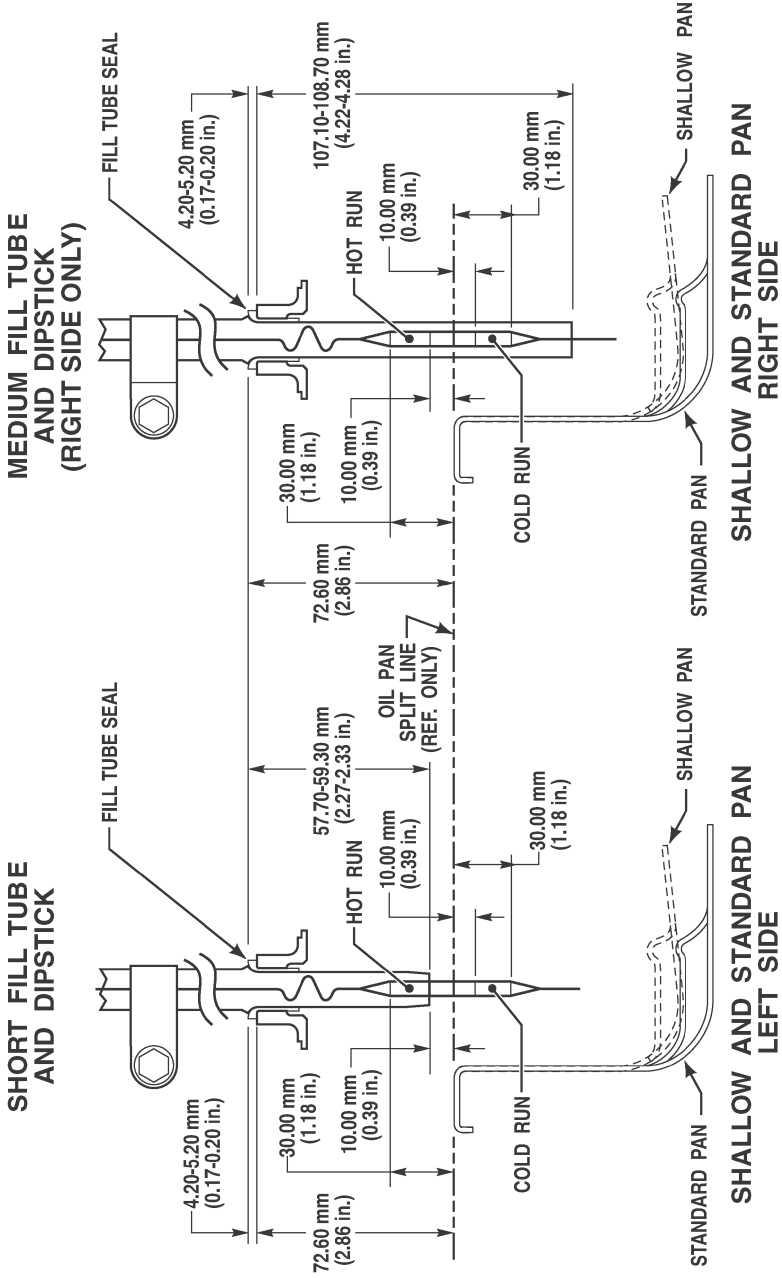 SHORT FILL TUBE
AND DIPSTICK
FILL TUBE SEAL
4.20-5.20 mm
(0.17-0.20 in.)
72.60 mm
(2.86 in.)
30.00 mm
(1.18 in.)
10.00 mm
(0.39 in.)
57.70-59.30 mm
(2.27-2.33 in.)
HOT RUN
10.00 mm
(0.39 in.)
30.00 mm
(1.18 in.)
COLD RUN
STANDARD PAN
SHALLOW PAN
SHALLOW AND STANDARD PAN
LEFT SIDE
OIL PAN
SPLIT LINE
(REF. ONLY)
MEDIUM FILL TUBE
AND DIPSTICK
(RIGHT SIDE ONLY)
FILL TUBE SEAL
4.20-5.20 mm
(0.17-0.20 in.)
107.10-108.70 mm
(4.22-4.28 in.)
72.60 mm
(2.86 in.)
30.00 mm
(1.18 in.)
10.00 mm
(0.39 in.)
HOT RUN
10.00 mm
(0.39 in.)
30.00 mm
(1.18 in.)
COLD RUN
STANDARD PAN
SHALLOW PAN
SHALLOW AND STANDARD PAN
RIGHT SIDE